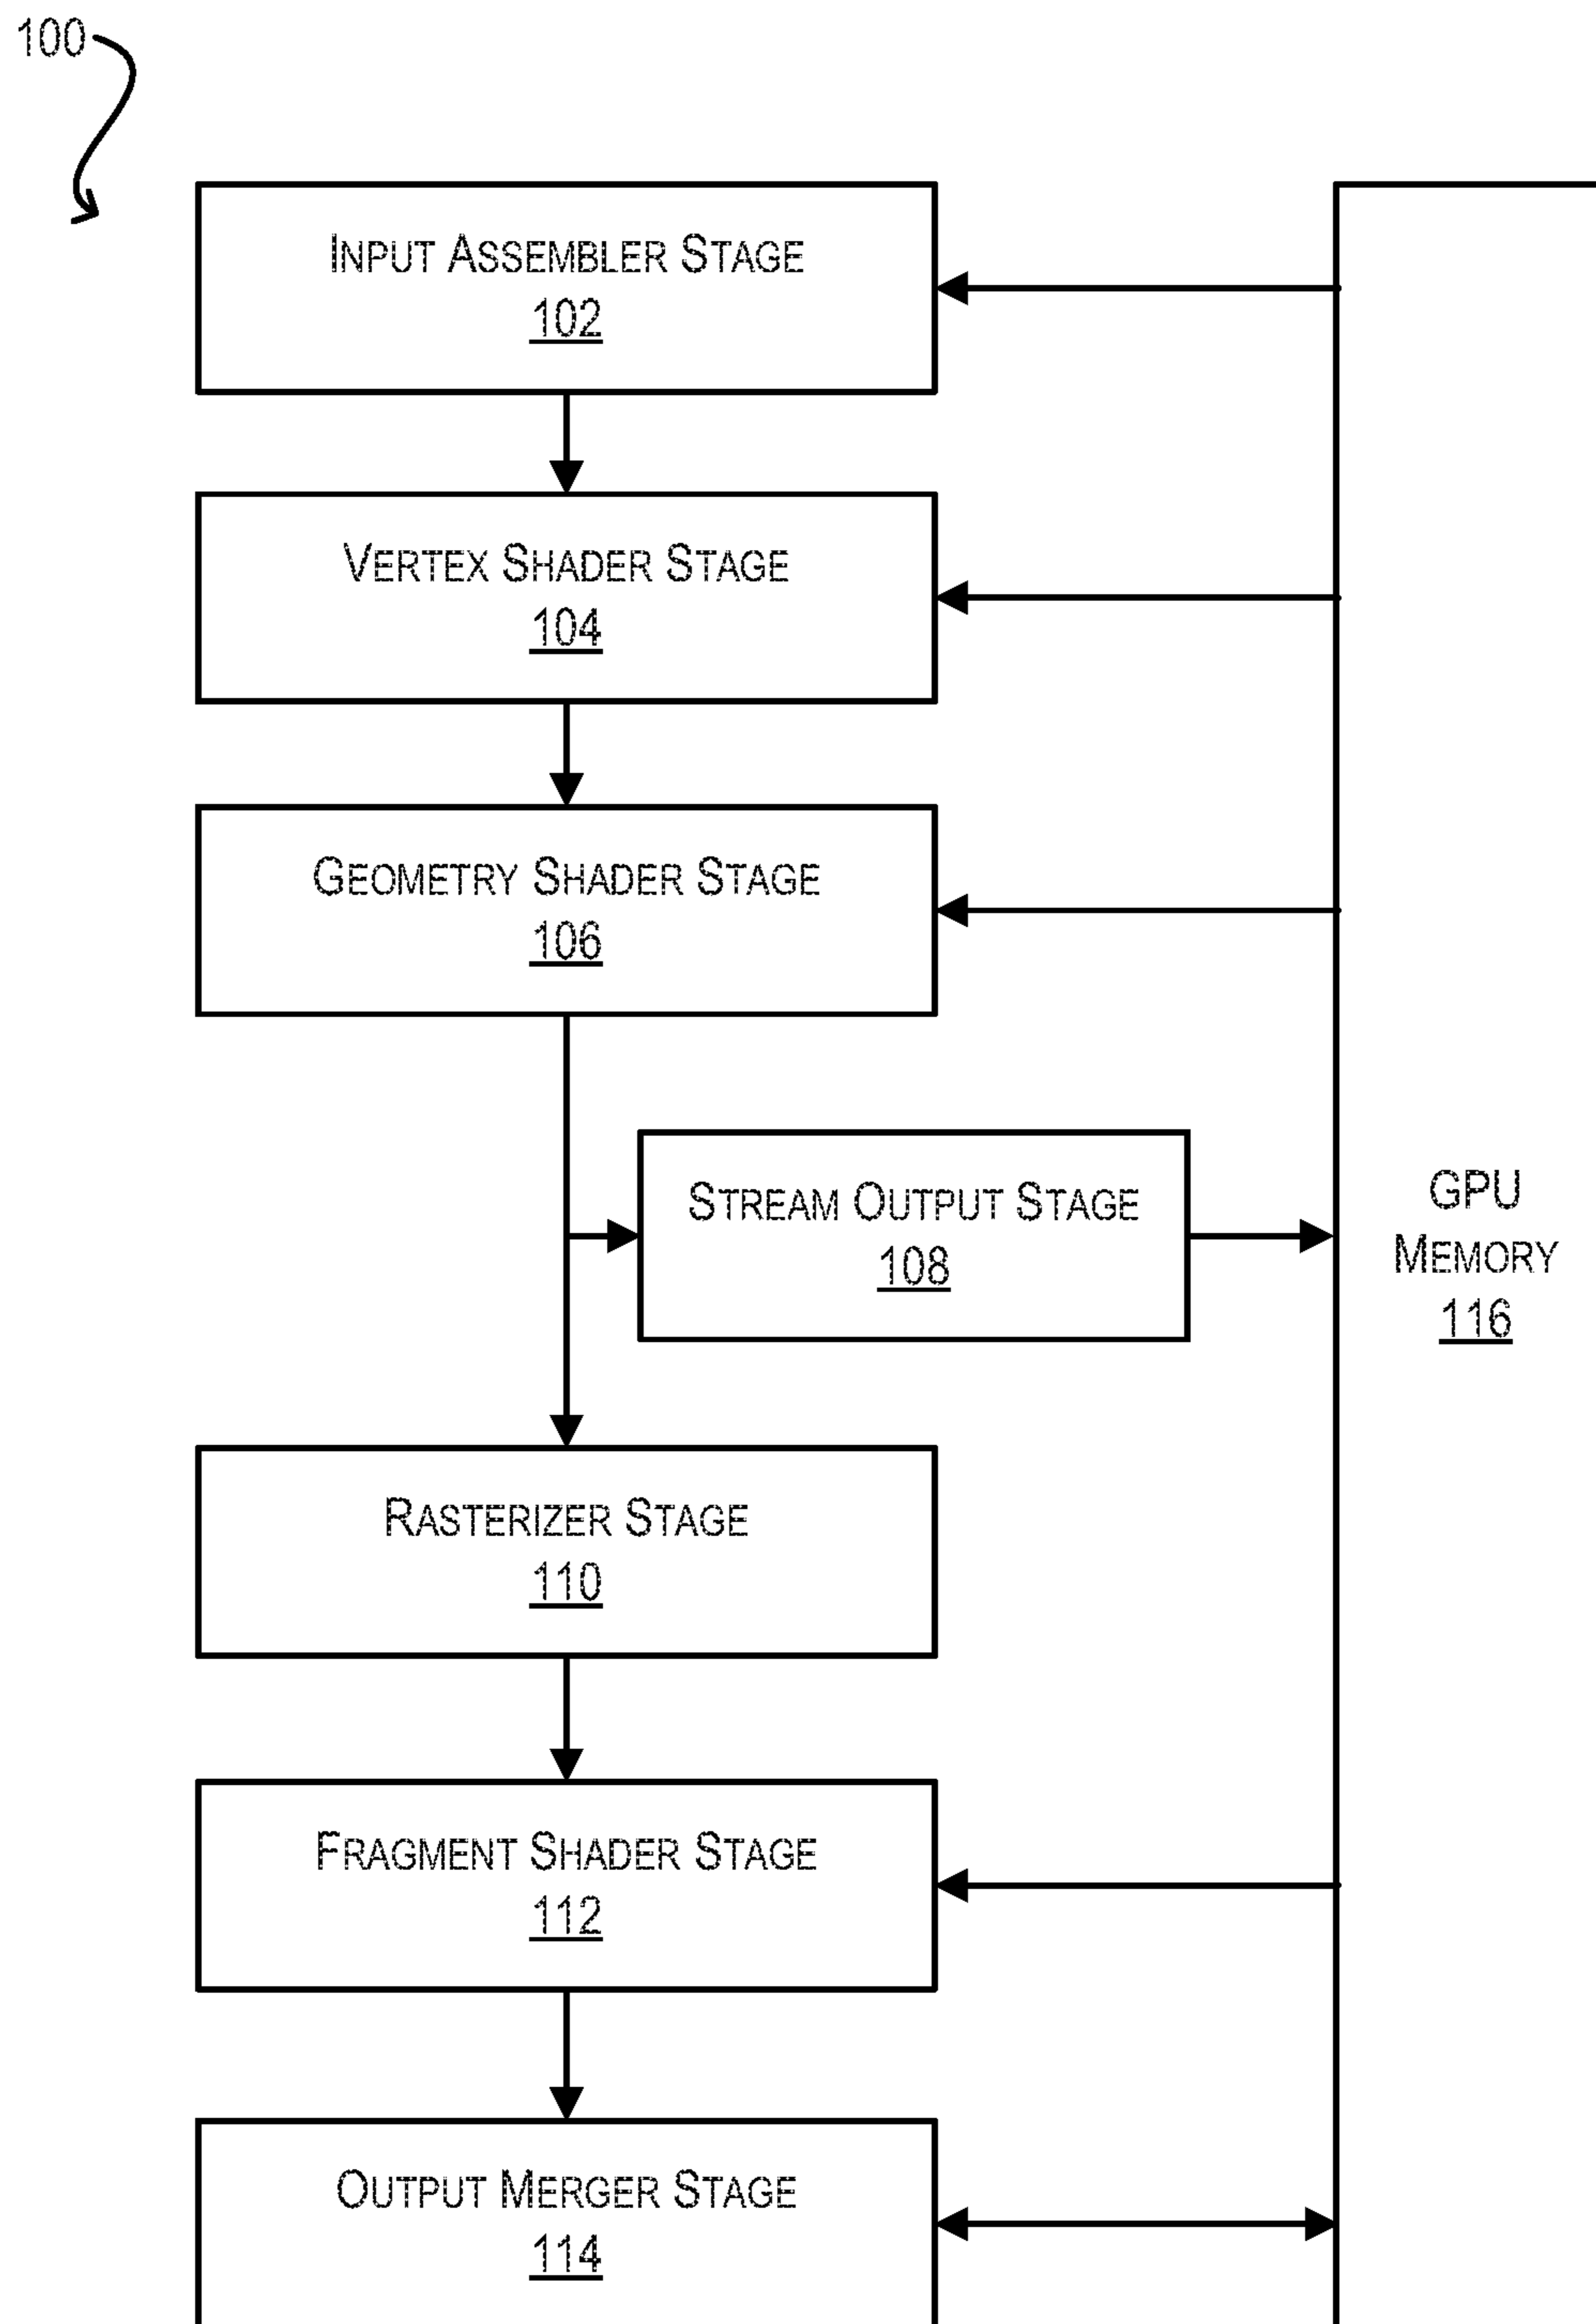 100
INPUT ASSEMBLER STAGE
102
VERTEX SHADER STAGE
104
GEOMETRY SHADER STAGE
106
STREAM OUTPUT STAGE
108
GPU
MEMORY
116
RASTERIZER STAGE
110
FRAGMENT SHADER STAGE
112
OUTPUT MERGER STAGE
114